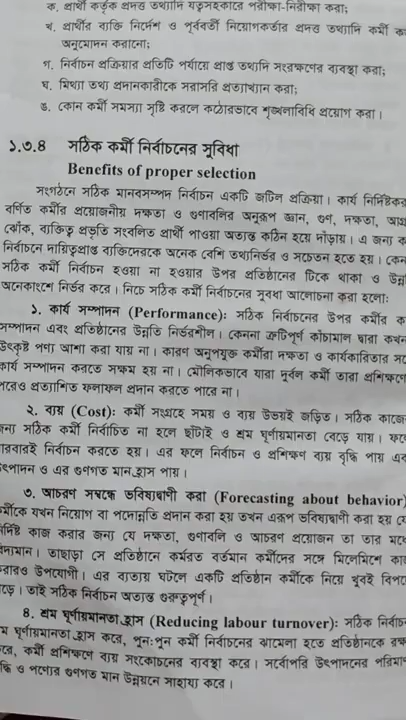 ক. প্রার্থী কর্তৃক প্রদত্ত তথ্যাদি যত্নসহকারে পরীক্ষা-নিরীক্ষা করা;
খ. প্রার্থীর ব্যক্তি নির্দেশ ও পূর্ববর্তী নিয়োগকর্তার প্রদত্ত তথ্যাদি কর্মী
অনুমোদন করানো;
গ. নির্বাচন প্রক্রিয়ার প্রতিটি পর্যায়ে প্রাপ্ত তথ্যদি সংরক্ষণের ব্যবস্থা করা;
ঘ. মিথ্যা তথ্য প্রদানকারীকে সরাসরি প্রত্যাখ্যান করা;
ঙ. কোন কর্মী সমস্যা সৃষ্টি করলে কঠোরভাবে শৃঙ্খলাবিধি প্রয়োগ করা।
১.৩.৪ সঠিক কর্মী নির্বাচনের সুবিধা
Benefits of proper selection
সংগঠনে সঠিক মানবসম্পদ নির্বাচন একটি জটিল প্রক্রিয়া। কার্য নির্দিষ্টকর
বর্ণিত কর্মীর প্রয়োজনীয় দক্ষতা ও গুণাবলির অনুরূপ জ্ঞান, গুণ, দক্ষতা,
ঝোঁক, ব্যক্তিত্ব প্রভৃতি সংবলিত প্রার্থী পাওয়া অত্যন্ত কঠিন হয়ে দাঁড়ায়। এ জন্য
নির্বাচনে দায়িত্বপ্রাপ্ত ব্যক্তিদেরকে অনেক বেশি তথ্যনির্ভর ও সচেতন হতে হয়। কেন
সঠিক কর্মী নির্বাচন হওয়া না হওয়ার উপর প্রতিষ্ঠানের টিকে থাকা ও উন্ন
অনেকাংশে নির্ভর করে। নিচে সঠিক কর্মী নির্বাচনের সুবধা আলোচনা করা হলো:
১. কার্য সম্পাদন (Performance): সঠিক নির্বাচনের উপর কর্মীর ক
সম্পাদন এবং প্রতিষ্ঠানের উন্নতি নির্ভরশীল। কেননা ত্রুটিপূর্ণ কাঁচামাল দ্বারা কখন
উৎকৃষ্ট পণ্য আশা করা যায় না। কারণ অনুপযুক্ত কর্মীরা দক্ষতা ও কার্যকারিতার স
কার্য সম্পাদন করতে সক্ষম হয় না। মৌলিকভাবে যারা দুর্বল কর্মী তারা প্রশিক্ষণে
পরেও প্রত্যাশিত ফলাফল প্রদান করতে পারে না।
২. ব্যয় (Cost): কর্মী সংগ্রহে সময় ও ব্যয় উভয়ই জড়িত। সঠিক কাজে
জন্য সঠিক কর্মী নির্বাচিত না হলে ছাঁটাই ও শ্রম ঘূর্ণায়মানতা বেড়ে যায়। ফলে
বারবারই নির্বাচন করতে হয়। এর ফলে নির্বাচন ও প্রশিক্ষণ ব্যয় বৃদ্ধি পায় এব
উৎপাদন ও এর গুণগত মান হ্রাস পায়।
৩. আচরণ সম্বন্ধে ভবিষ্যদ্বাণী করা (Forecasting about behavior)
কর্মীকে যখন নিয়োগ বা পদোন্নতি প্রদান করা হয় তখন এরূপ ভবিষ্যদ্বাণী করা হয় যে
নির্দিষ্ট কাজ করার জন্য যে দক্ষতা, গুণাবলি ও আচরণ প্রয়োজন তা তার মধ্যে
বিদ্যমান। তাছাড়া সে প্রতিষ্ঠানে কর্মরত বর্তমান কর্মীদের সঙ্গে মিলেমিশে কা
করারও উপযোগী। এর ব্যত্যয় ঘটলে একটি প্রতিষ্ঠান কর্মীকে নিয়ে খুবই বিপ
পড়ে। তাই সঠিক নির্বাচন অত্যন্ত গুরুত্বপূর্ণ।
৪. শ্রম ঘূর্ণায়মানতা হ্রাস (Reducing labour turnover): সঠিক নির্বাচন
ম ঘূর্ণায়মানতা হ্রাস করে, পুন:পুন কর্মী নির্বাচনের ঝামেলা হতে প্রতিষ্ঠানকে রক্ষ
করে, কর্মী প্রশিক্ষণে ব্যয় সংকোচনের ব্যবস্থা করে। সর্বোপরি উৎপাদনের পরিমাণ
দ্ধি ও পণ্যের গুণগত মান উন্নয়নে সাহায্য করে।